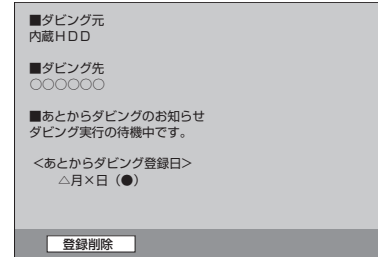 ■ダビング元
内蔵ＨＤＤ
■ダビング先
○○○○○○
■あとからダビングのお知らせ
ダビング実行の待機中です。
＜あとからダビング登録日＞
△月×日（●）
登録削除